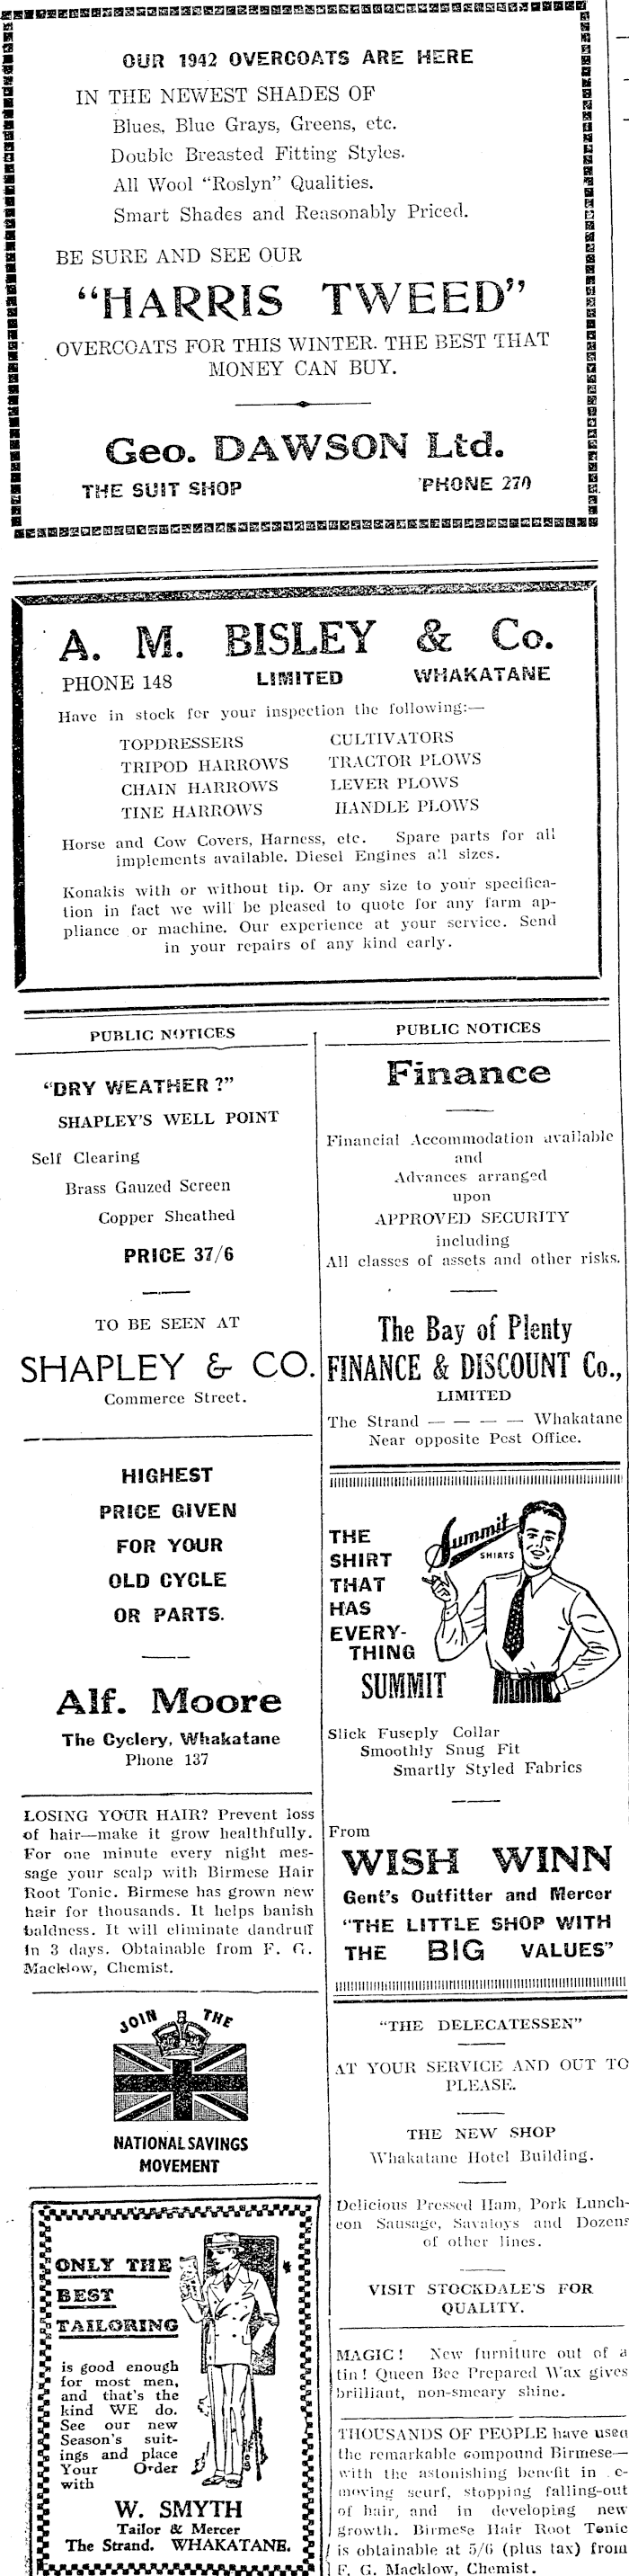 OUR 1942 OVERCOATS ARE HERE
IN THE NEWEST SHADES OF
Blues, Blue Grays, Greens, etc.
Double Breasted Fitting Styles.
All Wool “Roslyn” Qualities.
Smart Shades and Reasonably Priced.
BE SURE AND SEE OUR
“HARRIS TWEED”
OVERCOATS FOR THIS WINTER. THE BEST THAT
MONEY CAN BUY.
Geo. DAWSON Ltd.
THE SUIT SHOP 'PHONE 270
A. M. BISLEY & Co.
PHONE 148 LIMITED WHAKATANE
Have in stock for your inspection the following:—
TOPDRESSERS CULTIVATORS
TRIPOD HARROWS TRACTOR PLOWS
CHAIN HARROWS LEVER PLOWS
TINE HARROWS HANDLE PLOWS
Horse and Cow Covers, Harness, etc. Spare parts for all
implements available. Diesel Engines all sizes.
Konakis with or without tip. Or any size to your specifica-
tion in fact we will be pleased to quote for any farm ap-
pliance or machine. Our experience at your service. Send
in your repairs of any kind early.
PUBLIC NOTICES
“DRY WEATHER ?”
SHAPLEY'S WELL POINT
Self Clearing
Brass Gauzed Screen
Copper Sheathed
PRICE 37/6
TO BE SEEN AT
SHAPLEY & CO.
Commerce Street.
HIGHEST
PRICE GIVEN
FOR YOUR
OLD CYCLE
OR PARTS.
Alf. Moore
The Cyclery, Whakatane
Phone 137
LOSING YOUR HAIR? Prevent loss
of hair—make it grow healthfully.
For one minute every night mes-
sage your scalp with Birmese Hair
Root Tonic. Birmese has grown new
hair for thousands. It helps banish
baldness. It will eliminate dandruff
in 3 days. Obtainable from F. G.
Macklow, Chemist.
JOIN THE
NATIONAL SAVINGS
MOVEMENT
ONLY THE
BEST
TAILORING
is good enough
for most men,
and that's the
kind WE do.
See our new
Season's suit-
ings and place
Your Order
with
W. SMYTH
Tailor & Mercer
The Strand. WHAKATANE.
PUBLIC NOTICES
Finance
Financial Accommodation available
and
Advances arranged
upon
APPROVED SECURITY
including
All classes of assets and other risks.
The Bay of Plenty
FINANCE & DISCOUNT Co.,
LIMITED
The Strand — — — — Whakatane
Near opposite Post Office.
THE
SHIRT
THAT
HAS
EVERY-
THING
SUMMIT
Summit
SHIRTS
Slick Fuseply Collar
Smoothly Snug Fit
Smartly Styled Fabrics
From
WISH WINN
Gent's Outfitter and Mercer
“THE LITTLE SHOP WITH
THE BIG VALUES”
“THE DELECATESSEN”
AT YOUR SERVICE AND OUT TO
PLEASE.
THE NEW SHOP
Whakatane Hotel Building.
Delicious Pressed Ham, Pork Lunch-
eon Sausage, Savaloys and Dozens
of other lines.
VISIT STOCKDALE'S FOR
QUALITY.
MAGIC! New furniture out of a
tin! Queen Bee Prepared Wax gives
brilliant, non-smeary shine.
THOUSANDS OF PEOPLE have used
the remarkable compound Birmese—
with the astonishing benefit in
moving scurf, stopping falling-out
of hair, and in developing new
growth. Birmese Hair Root Tonic
is obtainable at 5/6 (plus tax) from
F. G. Macklow, Chemist.